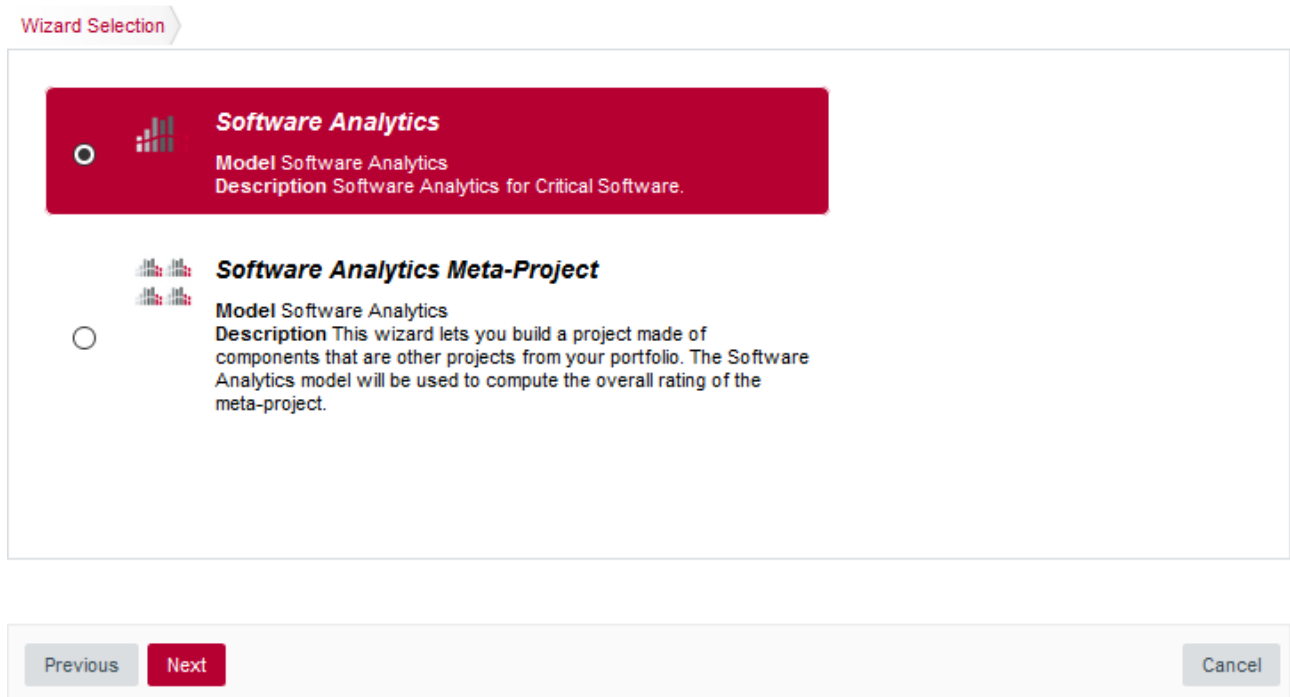 Wizard Selection
Software Analytics
Model Software Analytics
Description Software Analytics for Critical Software.
Software Analytics Meta-Project
Model Software Analytics
Description This wizard lets you build a project made of
components that are other projects from your portfolio. The Software
Analytics model will be used to compute the overall rating of the
meta-project.
Previous Next Cancel